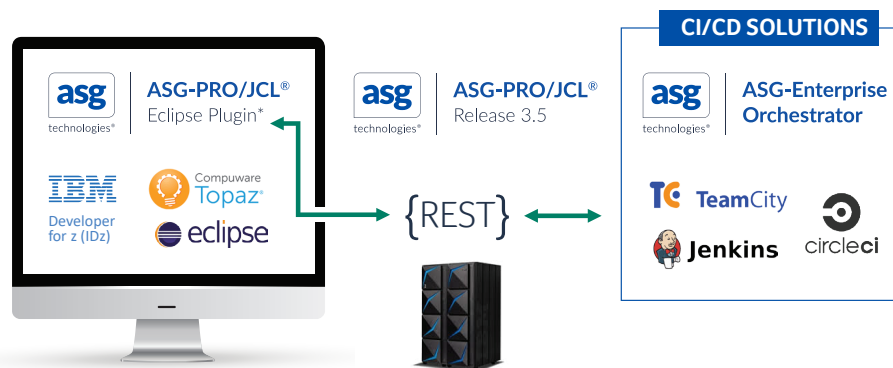 CI/CD SOLUTIONS
asg
technologies®
ASG-PRO/JCL®
Eclipse Plugin*
IBM
Developer
for z (IDz)
Compuware
Topaz®
eclipse
asg
technologies®
ASG-PRO/JCL®
Release 3.5
{REST}
asg
technologies®
ASG-Enterprise
Orchestrator
TC TeamCity
Jenkins
circleci